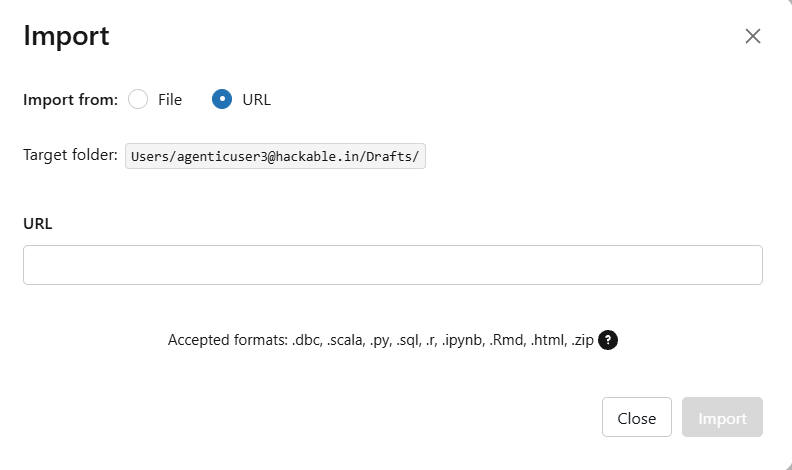 Import
Import from: File URL
Target folder: Users/agenticuser3@hackable.in/Drafts/
URL
Accepted formats: .dbc, .scala, .py, .sql, .r, .ipynb, .Rmd, .html, .zip ?
Close Import